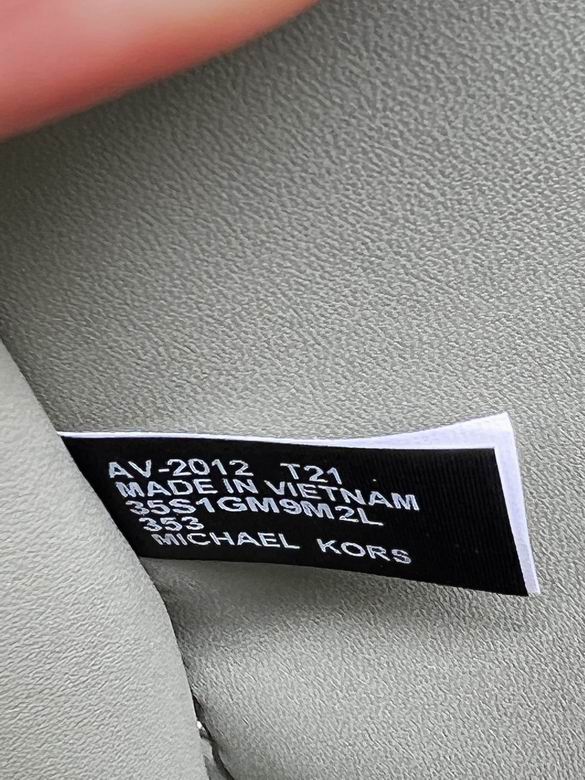 AV-2012 T21
MADE IN VIETNAM
35S1GM9M2L
353
MICHAEL KORS